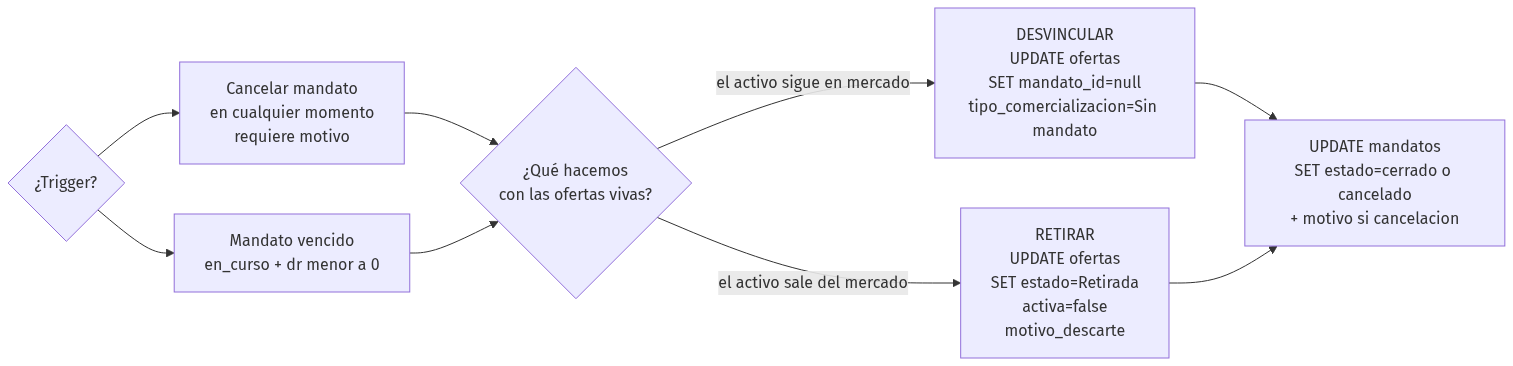 ¿Trigger?
Cancelar mandato
en cualquier momento
requiere motivo
Mandato vencido
en_curso + dr menor a 0
¿Qué hacemos
con las ofertas vivas?
el activo sigue en mercado
el activo sale del mercado
DESVINCULAR
UPDATE ofertas
SET mandato_id=null
tipo_comercializacion=Sin
mandato
RETIRAR
UPDATE ofertas
SET estado=Retirada
activa=false
motivo_descarte
UPDATE mandatos
SET estado=cerrado o
cancelado
+ motivo si cancelacion